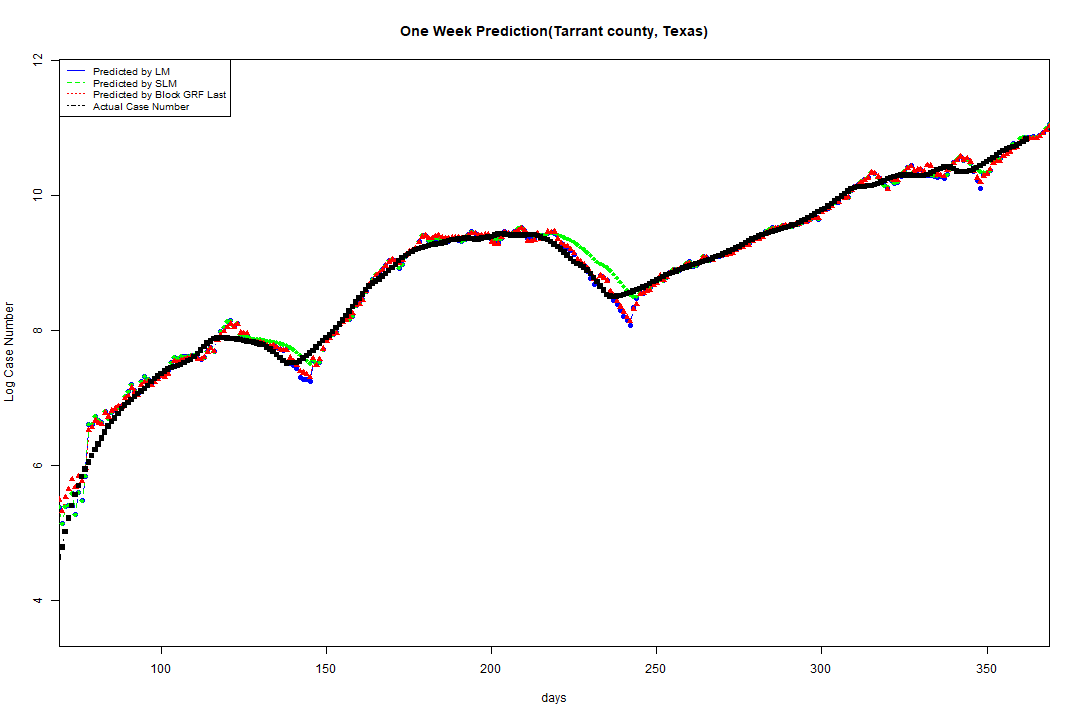 One Week Prediction(Tarrant county, Texas)
12
Predicted by LM
Predicted by SLM
Predicted by Block GRF Last
Actual Case Number
10
8
6
4
Log Case Number
100 150 200 250 300 350
days